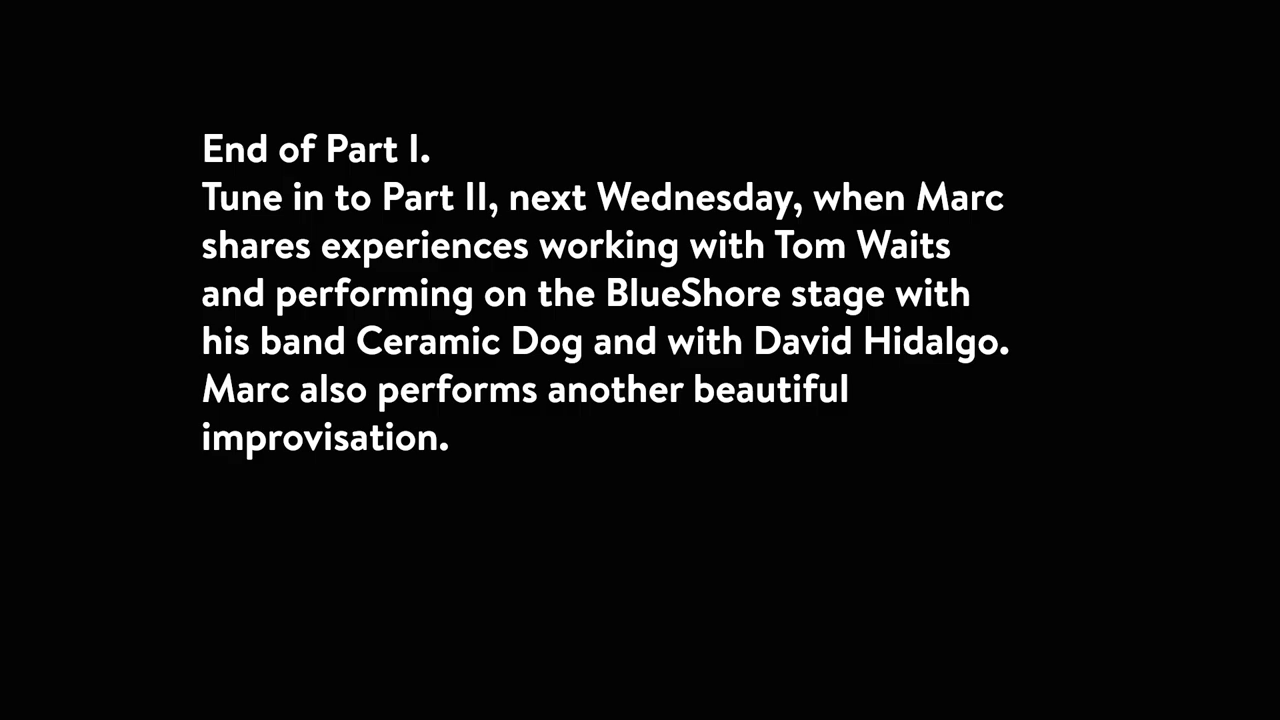 End of Part I.
Tune in to Part II, next Wednesday, when Marc
shares experiences working with Tom Waits
and performing on the BlueShore stage with
his band Ceramic Dog and with David Hidalgo.
Marc also performs another beautiful
improvisation.